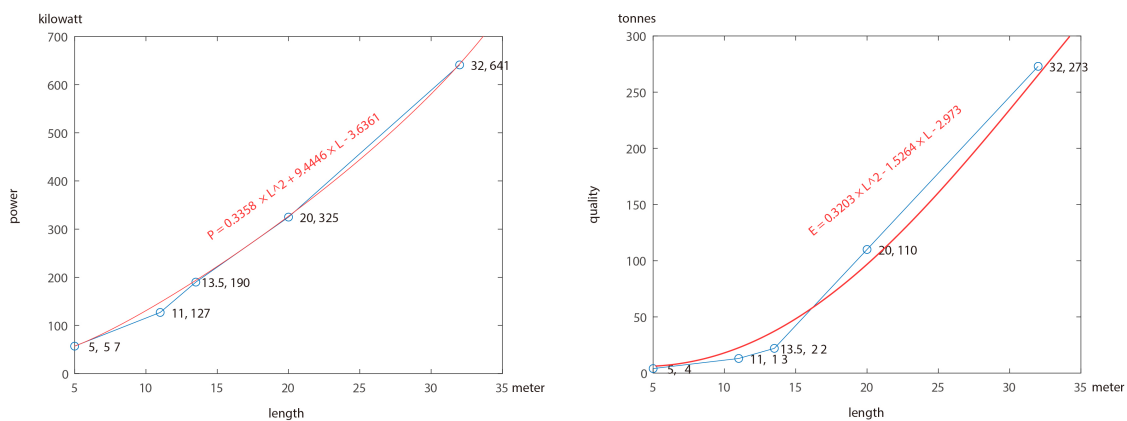 kilowatt
700
600
500
400
300
200
100
0
power
5
10
15
20
25
30
35 meter
length
P = 0.3358 × L^2 + 9.4446 × L - 3.6361
32, 641
20, 325
13.5, 190
11, 127
5, 5 7
tonnes
300
250
200
150
100
50
0
quality
5
10
15
20
25
30
35 meter
length
E = 0.3203 × L^2 - 1.5264 × L - 2.973
32, 273
20, 110
13.5, 2 2
11, 1 3
5, 4